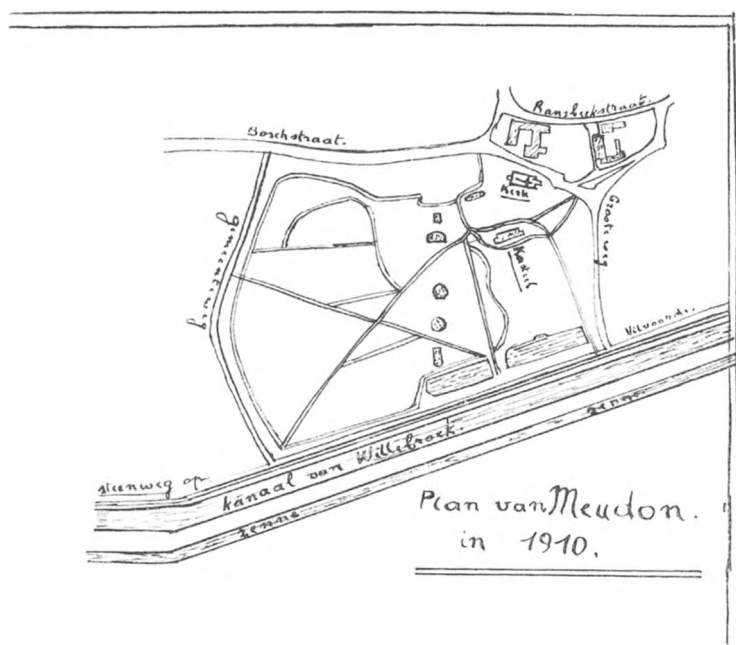 Ransbeekstraat.
Boschstraat.
Kerk
gemeenteweg
Groote weg
Kasteel
Vilvoorde.
zenne
steenweg op
kanaal van Willebroek.
zenne
Plan van Meudon.
in 1910.